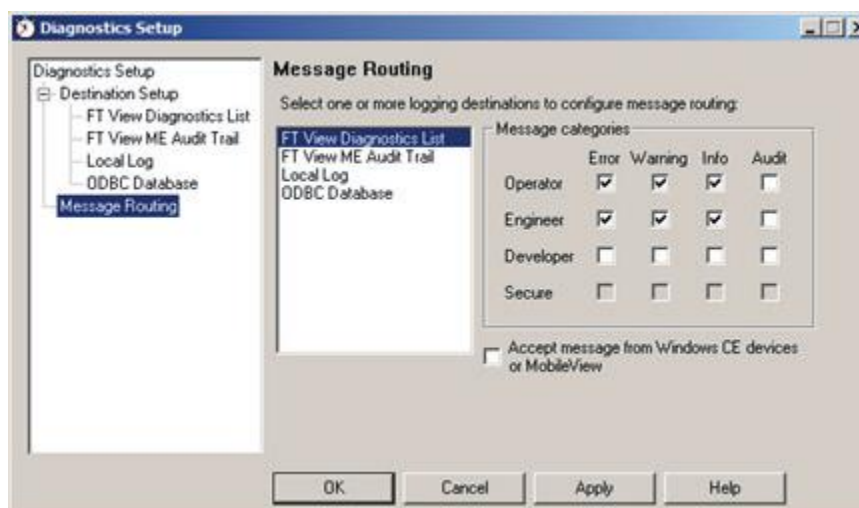 Diagnostics Setup
Diagnostics Setup
Destination Setup
FT View Diagnostics List
FT View ME Audit Trail
Local Log
ODBC Database
Message Routing
Message Routing
Select one or more logging destinations to configure message routing:
FT View Diagnostics List
FT View ME Audit Trail
Local Log
ODBC Database
Message categories
Error Warning Info Audit
Operator
Engineer
Developer
Secure
Accept message from Windows CE devices
or MobileView
OK Cancel Apply Help